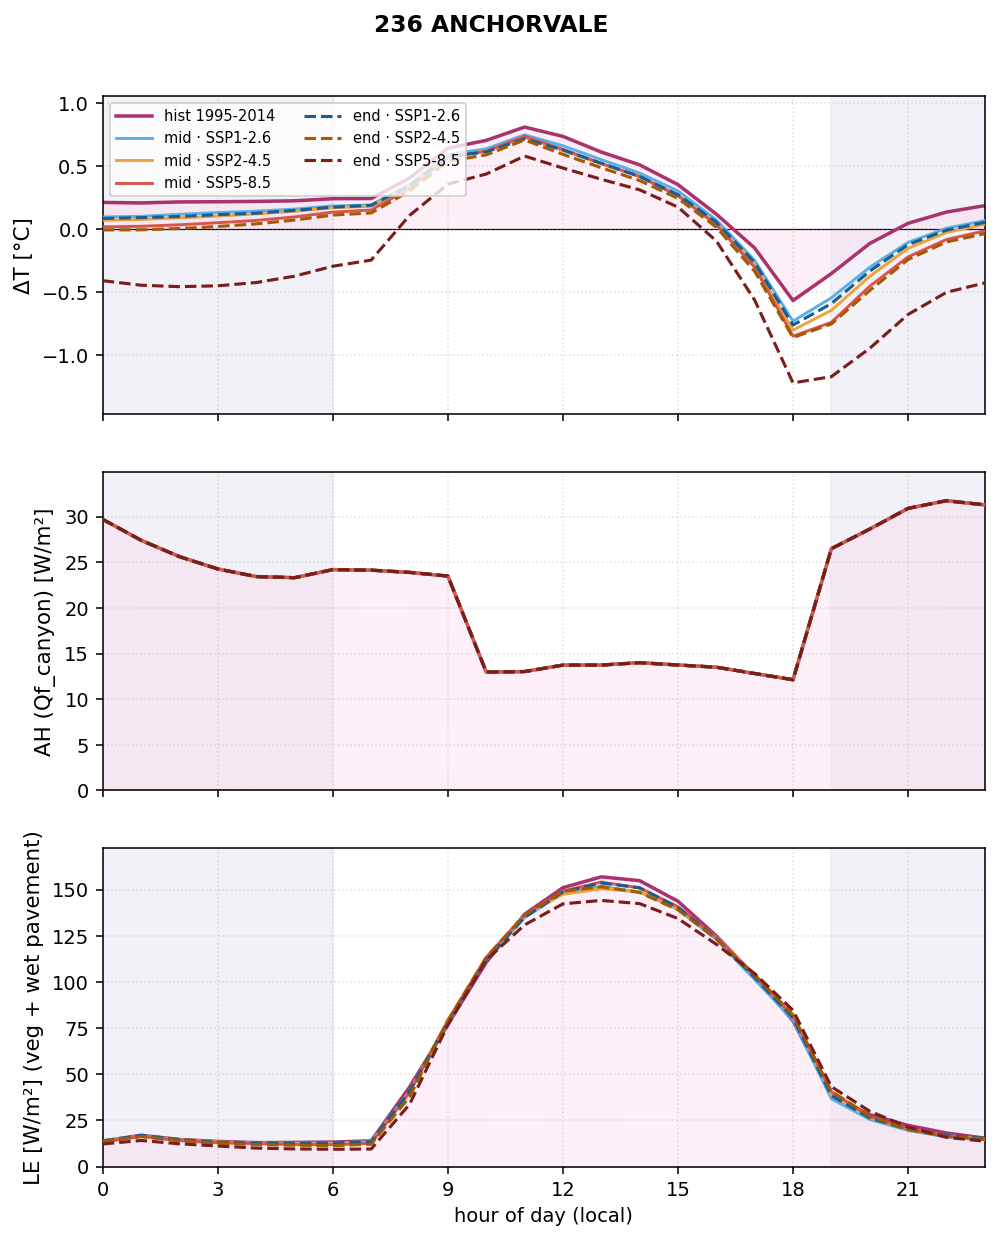 236 ANCHORVALE
hist 1995-2014
mid · SSP1-2.6
mid · SSP2-4.5
mid · SSP5-8.5
end · SSP1-2.6
end · SSP2-4.5
end · SSP5-8.5
ΔT [°C]
1.0
0.5
0.0
−0.5
−1.0
AH (Qf_canyon) [W/m²]
30
25
20
15
10
5
0
LE [W/m²] (veg + wet pavement)
150
125
100
75
50
25
0
0 3 6 9 12 15 18 21
hour of day (local)